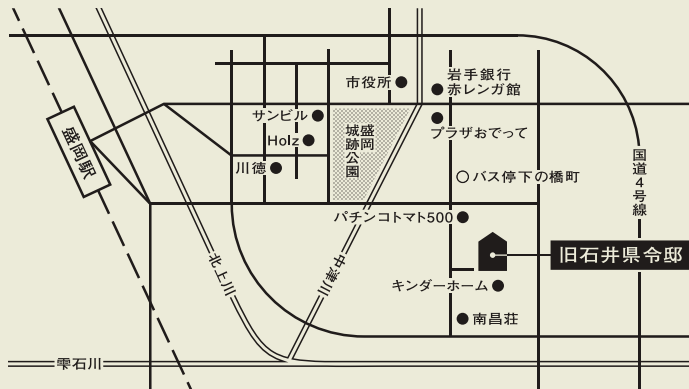 市役所
岩手銀行
赤レンガ館
サンビル
プラザおでって
Holz
盛岡
城跡公園
川徳
盛岡駅
バス停下の橋町
国道4号線
パチンコトマト500
旧石井県令邸
北上川
中津川
キンダーホーム
南昌荘
雫石川